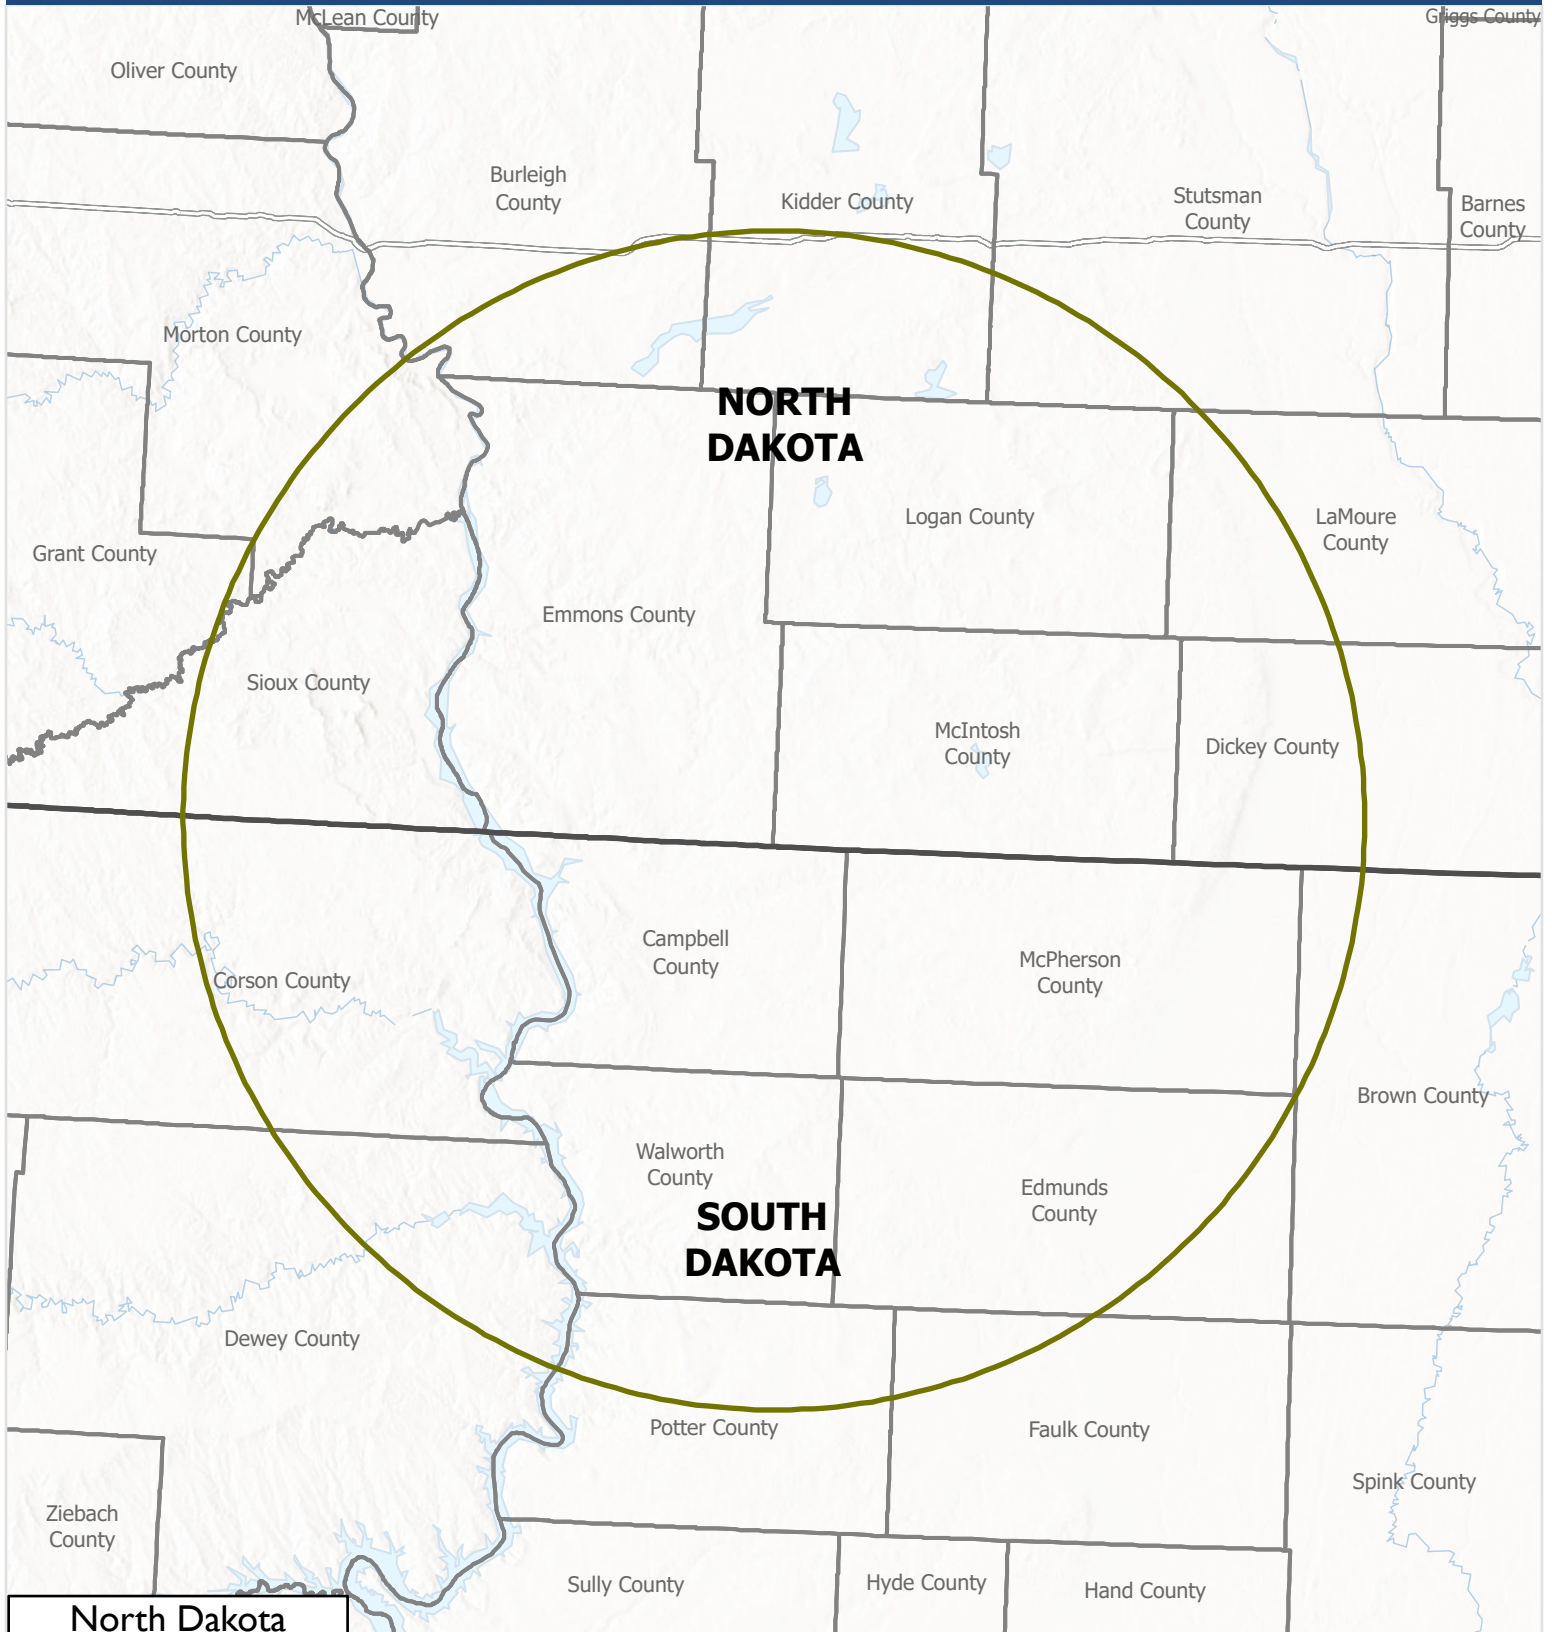 McLean County
Griggs County
Oliver County
Burleigh
County
Kidder County
Stutsman
County
Barnes
County
Morton County
NORTH
DAKOTA
Logan County
LaMoure
County
Grant County
Emmons County
Sioux County
McIntosh
County
Dickey County
Campbell
County
McPherson
County
Corson County
Brown County
Walworth
County
Edmunds
County
SOUTH
DAKOTA
Dewey County
Potter County
Faulk County
Spink County
Ziebach
County
Sully County
Hyde County
Hand County
North Dakota